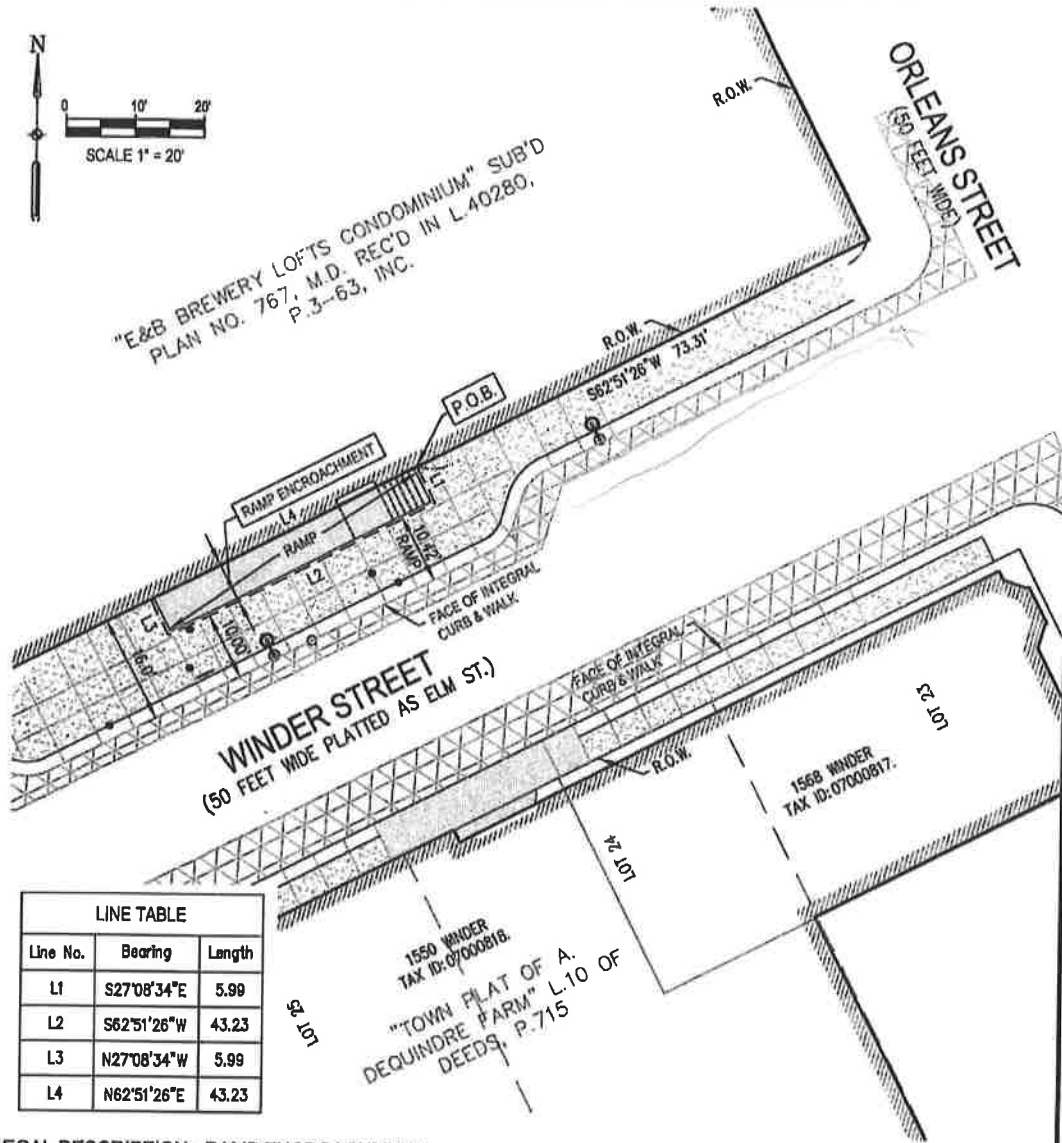 N
0 10' 20'
SCALE 1" = 20'
ORLEANS STREET
(50 FEET WIDE)
R.O.W.
"E&B BREWERY LOFTS CONDOMINIUM" SUB'D
PLAN NO. 767, M.D. REC'D IN L.40280,
P.3-63, INC.
R.O.W.
S62°51'26"W 73.31'
P.O.B.
RAMP ENCROACHMENT
L1
L4
RAMP
10.42'
RAMP
L2
L3
10.00'
16.0'
FACE OF INTEGRAL
CURB & WALK
WINDER STREET
(50 FEET WIDE PLATTED AS ELM ST.)
FACE OF INTEGRAL
CURB & WALK
R.O.W.
LOT 23
1568 WINDER
TAX ID:07000817.
LOT 24
1550 WINDER
TAX ID:07000818.
LOT 25
"TOWN PLAT OF A.
DEQUINDRE FARM" L.10 OF
DEEDS, P.715
LINE TABLE
Line No. Bearing Length
L1 S27°08'34"E 5.99
L2 S62°51'26"W 43.23
L3 N27°08'34"W 5.99
L4 N62°51'26"E 43.23